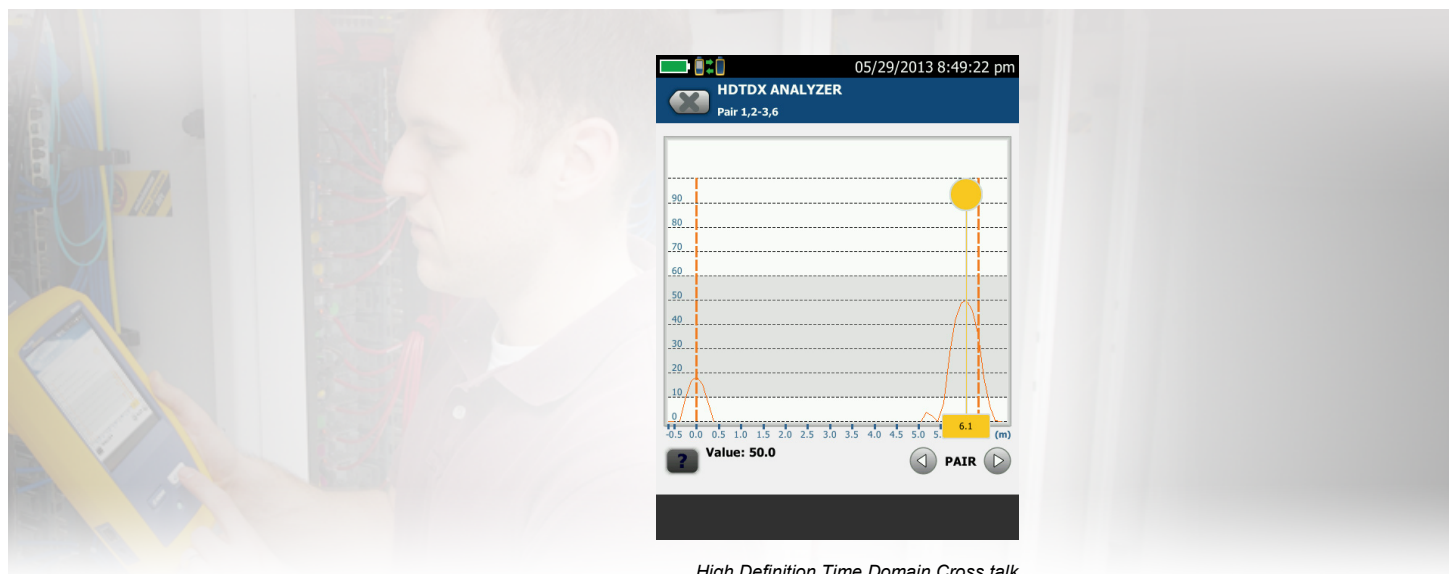 05/29/2013 8:49:22 pm
HDTDX ANALYZER
Pair 1,2-3,6
90
80
70
60
50
40
30
20
10
0
-0.5 0.0 0.5 1.0 1.5 2.0 2.5 3.0 3.5 4.0 4.5 5.0 5. 6.1 (m)
? Value: 50.0 PAIR
High Definition Time Domain Cross talk